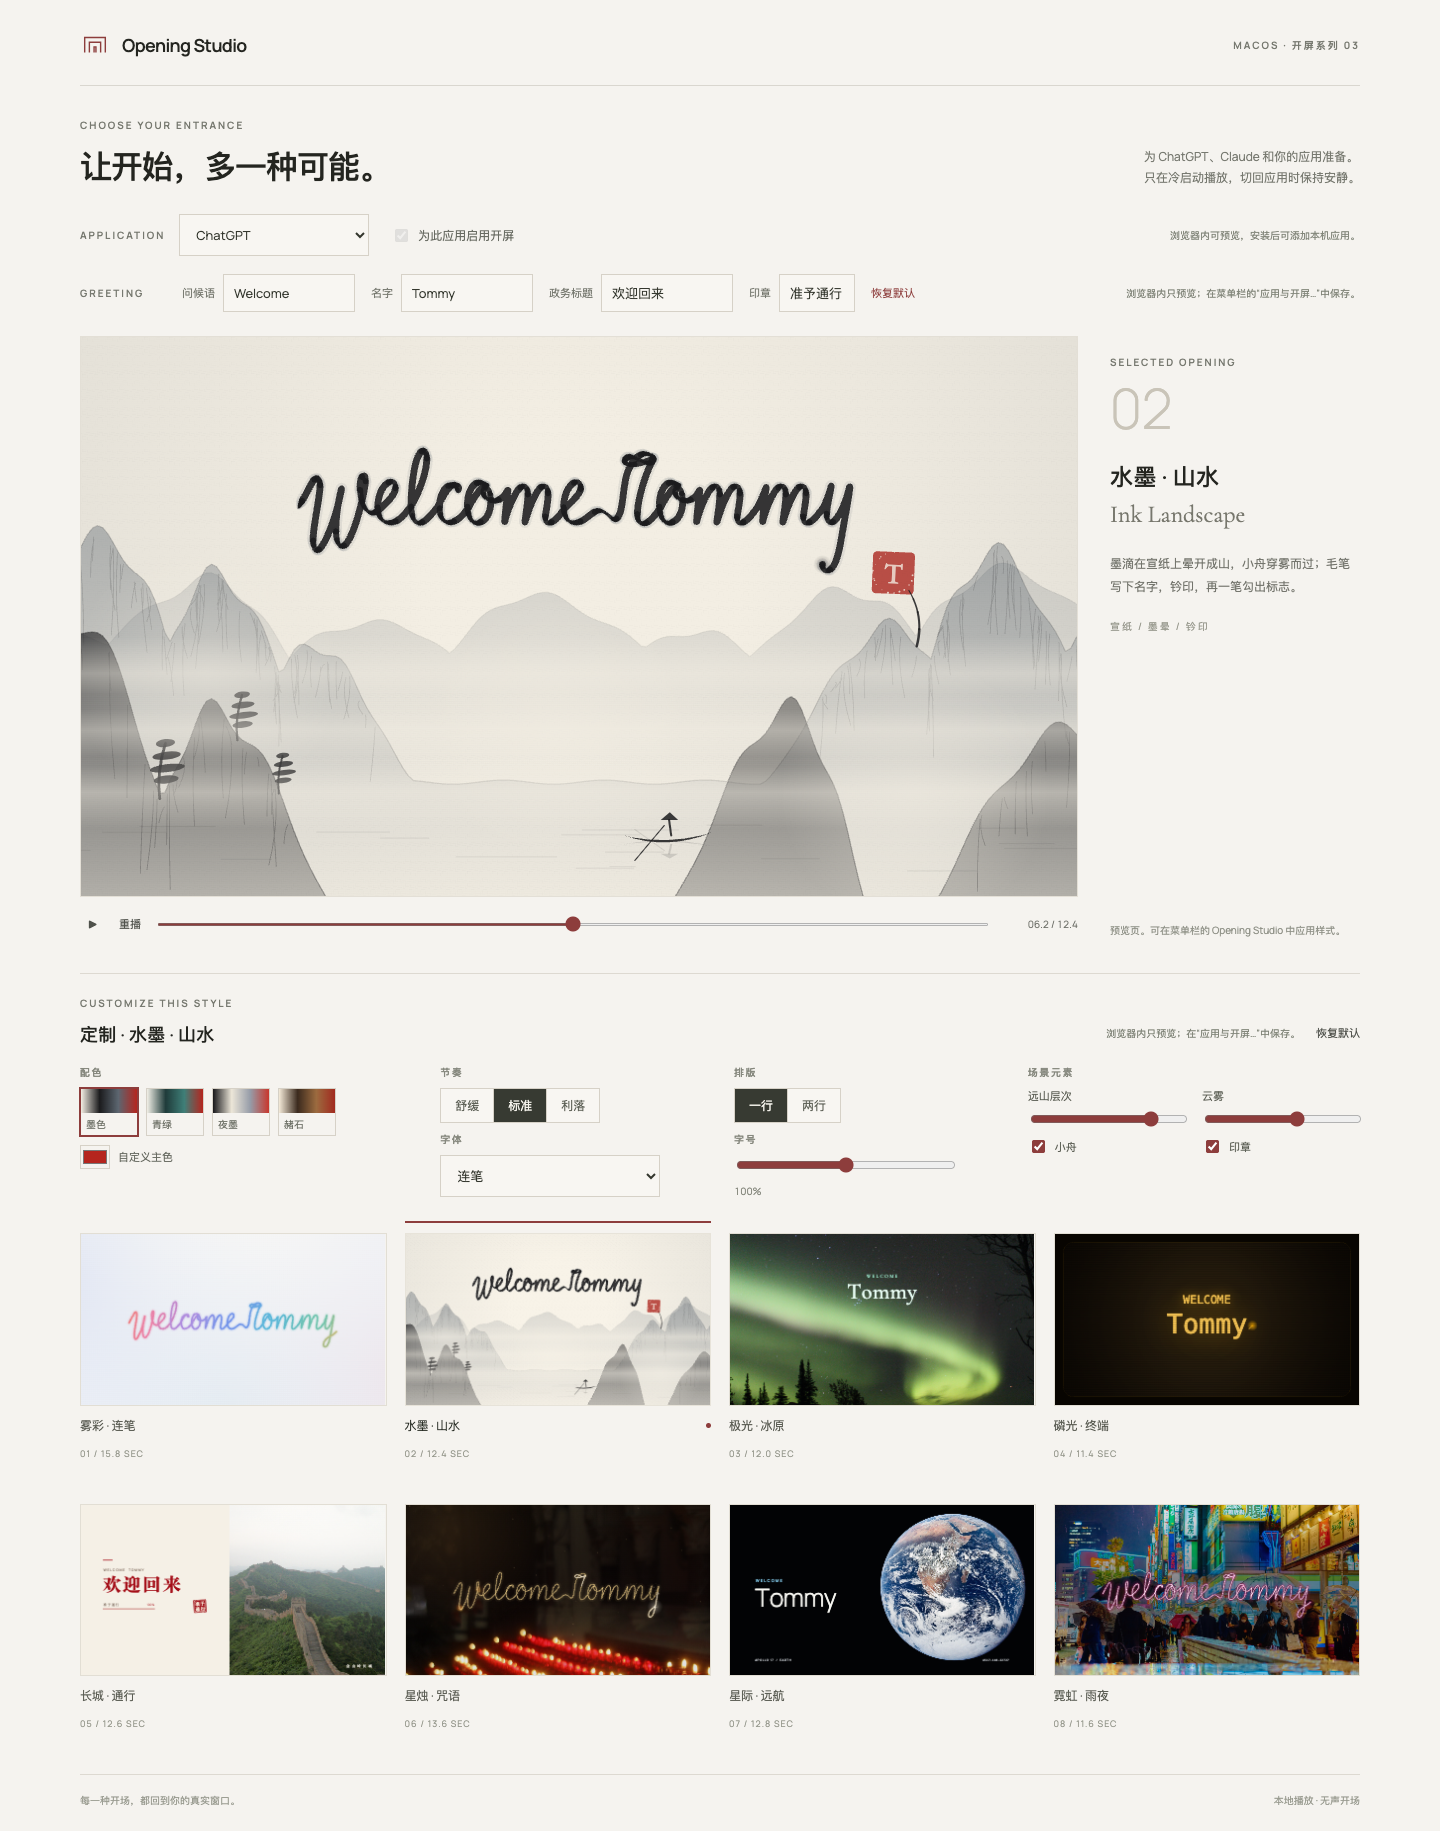 Opening Studio
MACOS · 开屏系列 03
CHOOSE YOUR ENTRANCE
让开始，多一种可能。
为 ChatGPT、Claude 和你的应用准备。
只在冷启动播放，切回应用时保持安静。
APPLICATION
ChatGPT
为此应用启用开屏
浏览器内可预览，安装后可添加本机应用。
GREETING
问候语
Welcome
名字
Tommy
政务标题
欢迎回来
印章
准予通行
恢复默认
浏览器内只预览；在菜单栏的“应用与开屏…”中保存。
Welcome Tommy
T
SELECTED OPENING
02
水墨 · 山水
Ink Landscape
墨滴在宣纸上晕开成山，小舟穿雾而过；毛笔
写下名字，钤印，再一笔勾出标志。
宣纸 / 墨晕 / 钤印
重播
06.2 / 12.4
预览页。可在菜单栏的 Opening Studio 中应用样式。
CUSTOMIZE THIS STYLE
定制 · 水墨 · 山水
浏览器内只预览；在“应用与开屏…”中保存。
恢复默认
配色
墨色
青绿
夜墨
赭石
自定义主色
节奏
舒缓
标准
利落
字体
连笔
排版
一行
两行
字号
100%
场景元素
远山层次
云雾
小舟
印章
Welcome Tommy
雾彩 · 连笔
01 / 15.8 SEC
Welcome Tommy
T
水墨 · 山水
02 / 12.4 SEC
WELCOME
Tommy
极光 · 冰原
03 / 12.0 SEC
WELCOME
Tommy
磷光 · 终端
04 / 11.4 SEC
WELCOME TOMMY
欢迎回来
长城 · 通行
05 / 12.6 SEC
Welcome Tommy
星烛 · 咒语
06 / 13.6 SEC
WELCOME
Tommy
星际 · 远航
07 / 12.8 SEC
Welcome Tommy
霓虹 · 雨夜
08 / 11.6 SEC
每一种开场，都回到你的真实窗口。
本地播放 · 无声开场